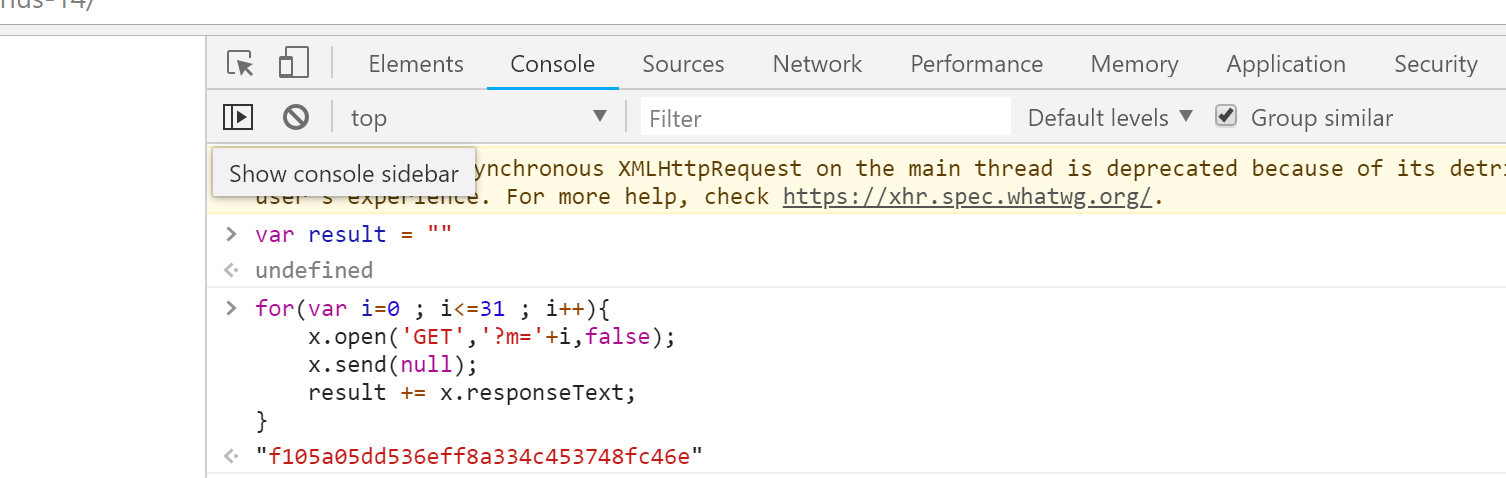 Elements Console Sources Network Performance Memory Application Security
top Filter Default levels Group similar
Show console sidebar
ynchronous XMLHttpRequest on the main thread is deprecated because of its detri
user's experience. For more help, check https://xhr.spec.whatwg.org/.
> var result = ""
undefined
> for(var i=0 ; i<=31 ; i++){
x.open('GET','?m='+i,false);
x.send(null);
result += x.responseText;
}
"f105a05dd536eff8a334c453748fc46e"